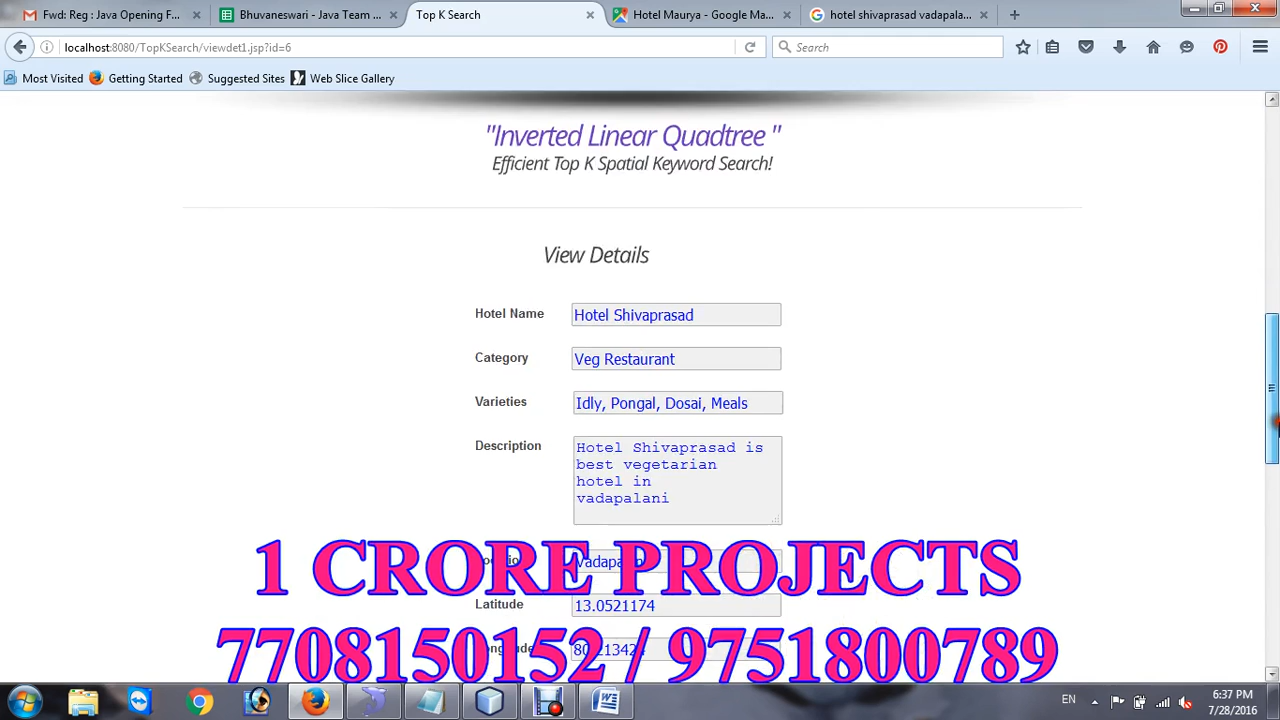 Fwd: Reg : Java Opening F...
Bhuvaneswari - Java Team ...
Top K Search
Hotel Maurya - Google Ma...
hotel shivaprasad vadapala...
localhost:8080/TopKSearch/viewdet1.jsp?id=6
Search
Most Visited
Getting Started
Suggested Sites
Web Slice Gallery
"Inverted Linear Quadtree "
Efficient Top K Spatial Keyword Search!
View Details
Hotel Name
Hotel Shivaprasad
Category
Veg Restaurant
Varieties
Idly, Pongal, Dosai, Meals
Description
Hotel Shivaprasad is
best vegetarian
hotel in
vadapalani
1 CRORE PROJECTS
Latitude
13.0521174
7708150152 / 9751800789
EN
6:37 PM
7/28/2016